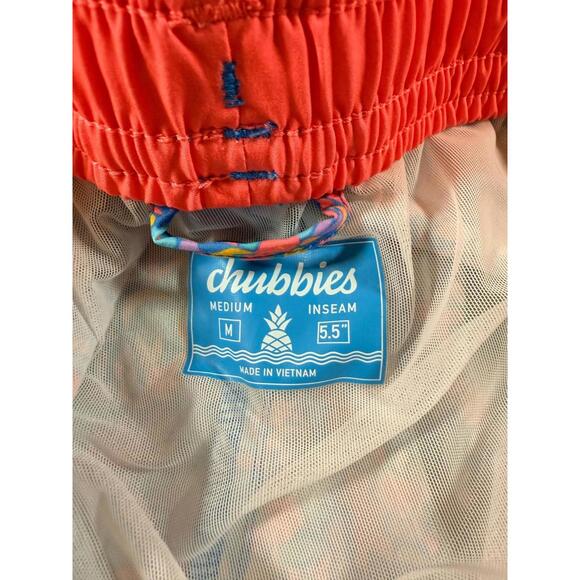 chubbies
MEDIUM INSEAM
M 5.5"
MADE IN VIETNAM